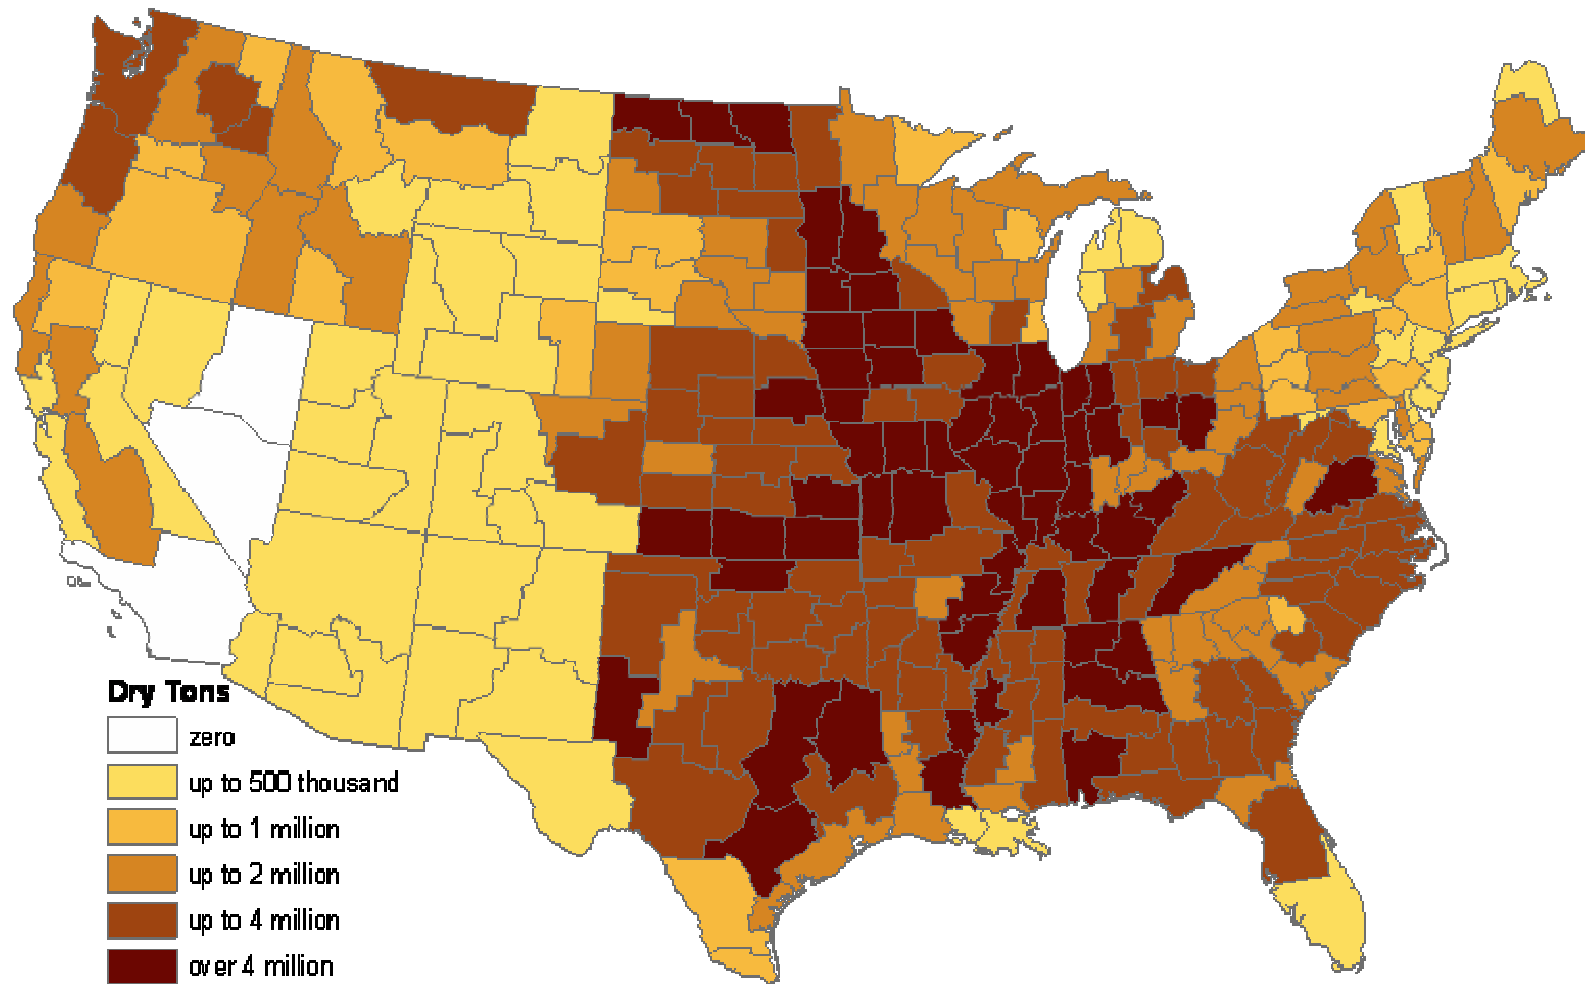 Dry Tons
zero
up to 500 thousand
up to 1 million
up to 2 million
up to 4 million
over 4 million